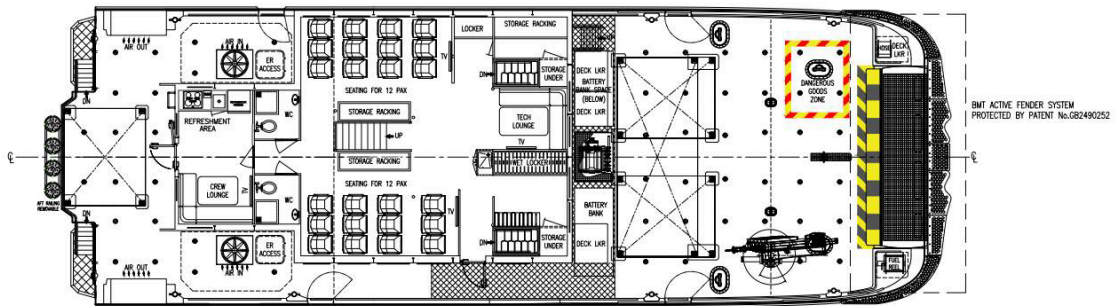 AIR OUT
AIR IN
ER
ACCESS
DN
REFRESHMENT
AREA
WC
SEATING FOR 12 PAX
STORAGE RACKING
UP
STORAGE RACKING
SEATING FOR 12 PAX
CREW
LOUNGE
TV
WC
AFT RAILING
REMOVABLE
DN
AIR OUT
AIR IN
ER
ACCESS
TV
TV
LOCKER
STORAGE RACKING
DN
STORAGE
UNDER
TECH
LOUNGE
TV
WET LOCKER
DN
STORAGE
UNDER
DECK LKR
BATTERY
BANK SPACE
(BELOW)
DECK LKR
BATTERY
BANK
DECK LKR
DANGEROUS
GOODS
ZONE
HOSE
DECK
LKR
FUEL
REEL
BMT ACTIVE FENDER SYSTEM
PROTECTED BY PATENT No.GB2490252